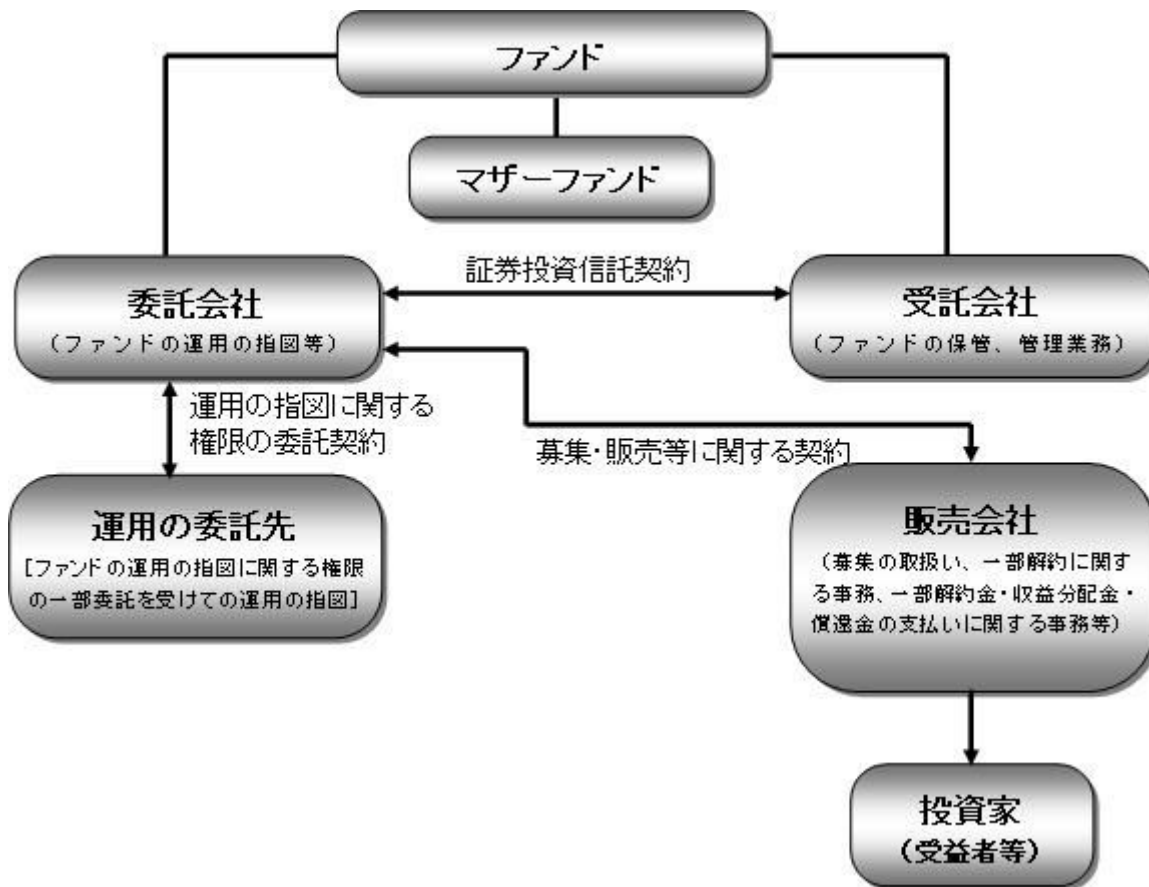 ファンド
マザーファンド
証券投資信託契約
委託会社
（ファンドの運用の指図等）
受託会社
（ファンドの保管、管理業務）
運用の指図に関する
権限の委託契約
募集・販売等に関する契約
運用の委託先
[ファンドの運用の指図に関する権限
の一部委託を受けての運用の指図]
販売会社
（募集の取扱い、一部解約に関す
る事務、一部解約金・収益分配金・
償還金の支払いに関する事務等）
投資家
（受益者等）